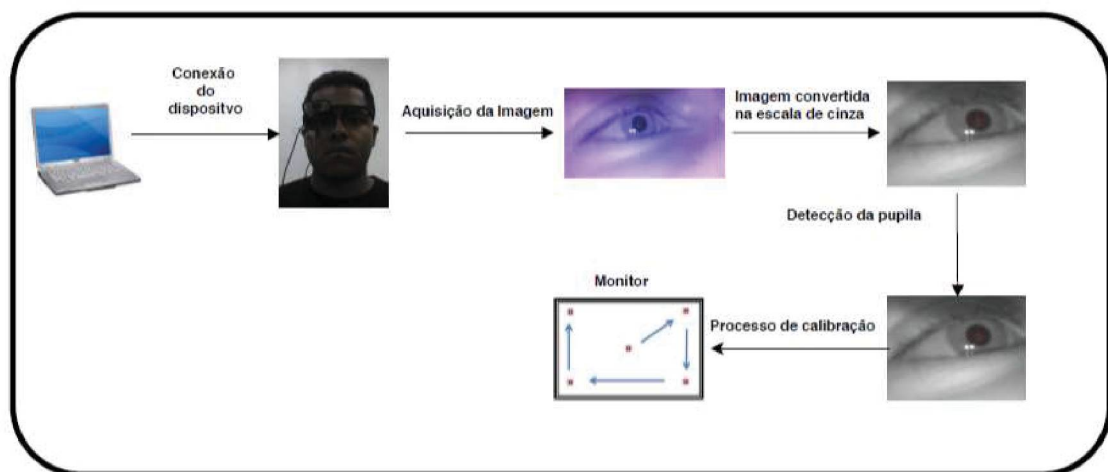 Conexão
do
dispositvo
Aquisição da Imagem
Imagem convertida
na escala de cinza
Detecção da pupila
Monitor
Processo de calibração